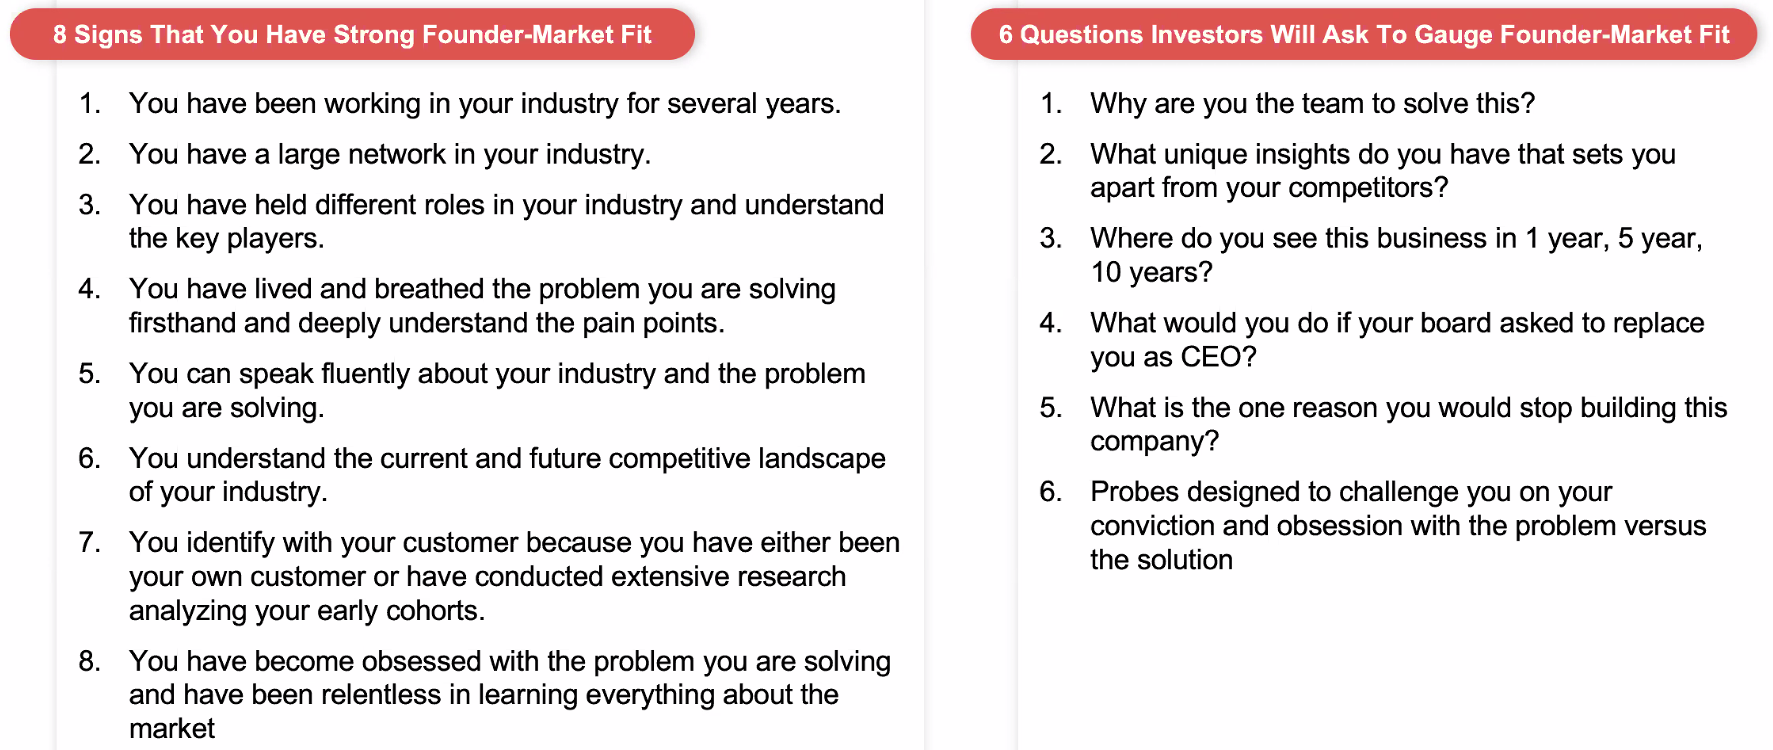 8 Signs That You Have Strong Founder-Market Fit
1. You have been working in your industry for several years.
2. You have a large network in your industry.
3. You have held different roles in your industry and understand
the key players.
4. You have lived and breathed the problem you are solving
firsthand and deeply understand the pain points.
5. You can speak fluently about your industry and the problem
you are solving.
6. You understand the current and future competitive landscape
of your industry.
7. You identify with your customer because you have either been
your own customer or have conducted extensive research
analyzing your early cohorts.
8. You have become obsessed with the problem you are solving
and have been relentless in learning everything about the
market
6 Questions Investors Will Ask To Gauge Founder-Market Fit
1. Why are you the team to solve this?
2. What unique insights do you have that sets you
apart from your competitors?
3. Where do you see this business in 1 year, 5 year,
10 years?
4. What would you do if your board asked to replace
you as CEO?
5. What is the one reason you would stop building this
company?
6. Probes designed to challenge you on your
conviction and obsession with the problem versus
the solution